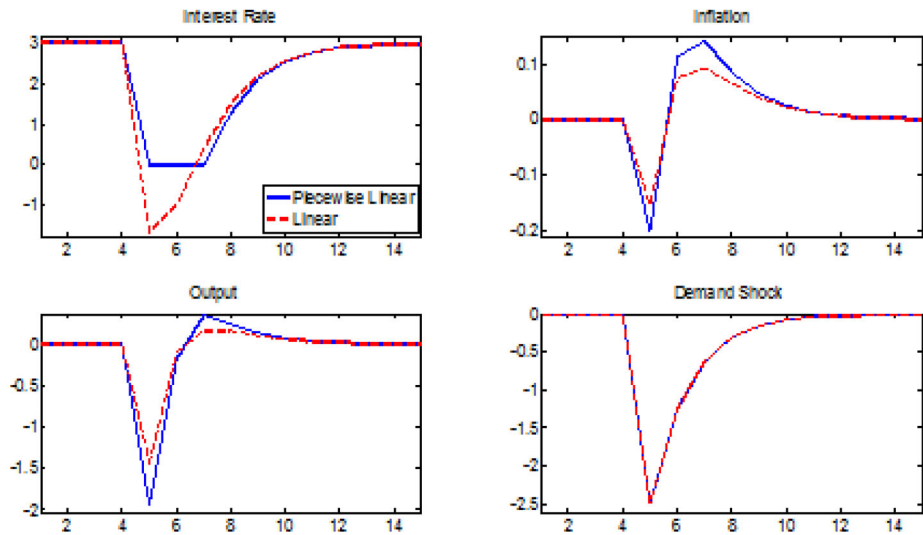 Interest Rate
3
2
1
0
-1
2 4 6 8 10 12 14
Piecewise Linear
Linear
Inflation
0.1
0
-0.1
-0.2
2 4 6 8 10 12 14
Output
0
-0.5
-1
-1.5
-2
2 4 6 8 10 12 14
Demand Shock
0
-0.5
-1
-1.5
-2
-2.5
2 4 6 8 10 12 14